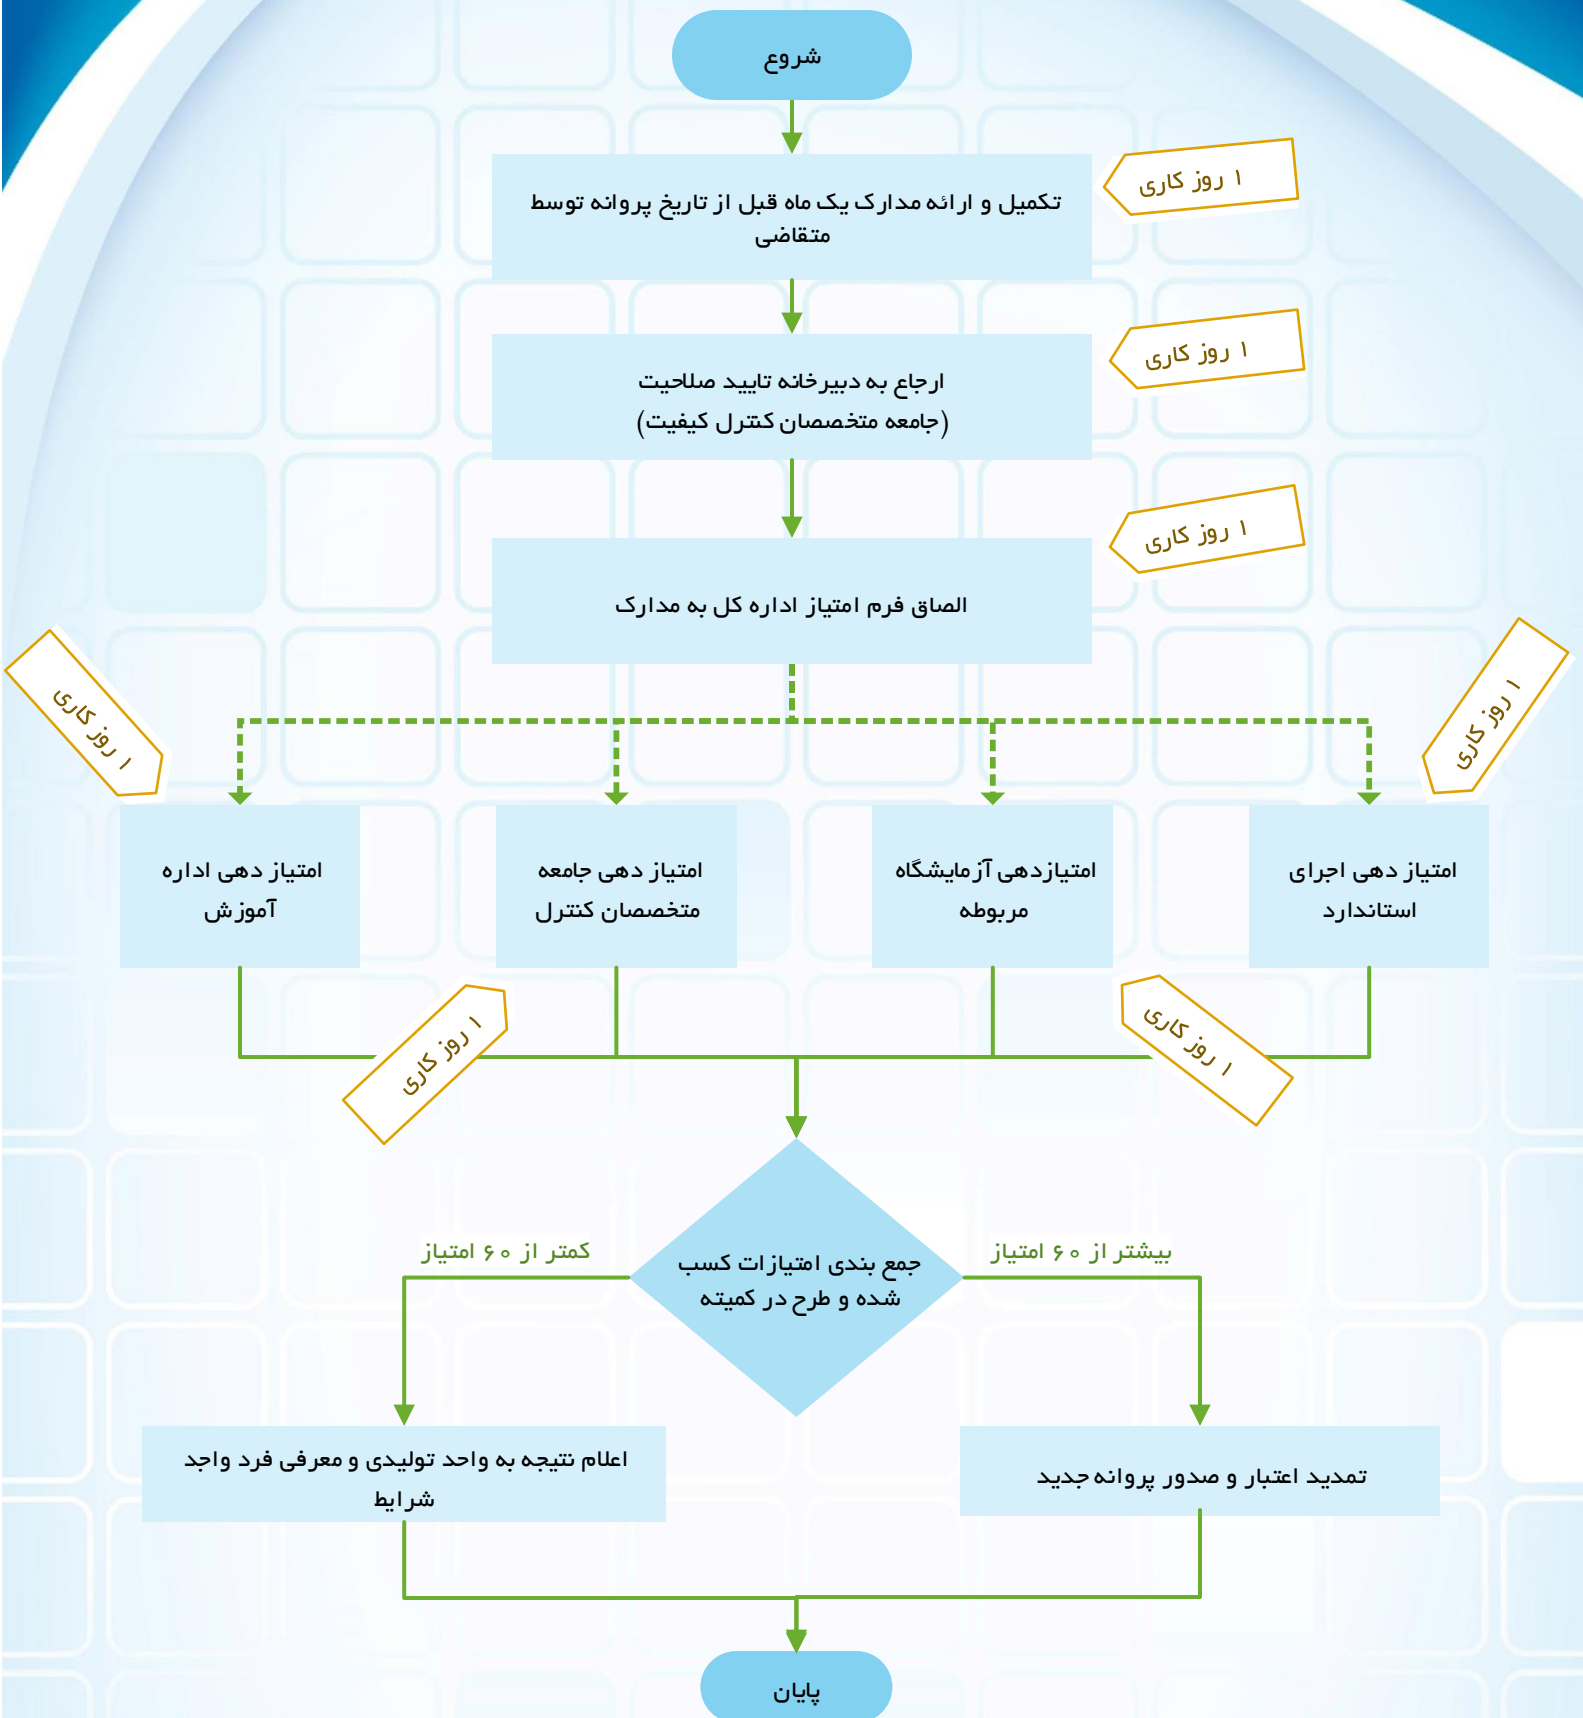 شروع
۱ روز کاری
تکمیل و ارائه مدارک یک ماه قبل از تاریخ پروانه توسط
متقاضی
۱ روز کاری
ارجاع به دبیرخانه تایید صلاحیت
(جامعه متخصصان کنترل کیفیت)
۱ روز کاری
الصاق فرم امتیاز اداره کل به مدارک
۱ روز کاری
۱ روز کاری
امتیاز دهی اجرای
استاندارد
امتیازدهی آزمایشگاه
مربوطه
امتیاز دهی جامعه
متخصصان کنترل
امتیاز دهی اداره
آموزش
۱ روز کاری
۱ روز کاری
بیشتر از ۶۰ امتیاز
جمع بندی امتیازات کسب
شده و طرح در کمیته
کمتر از ۶۰ امتیاز
تمدید اعتبار و صدور پروانه جدید
اعلام نتیجه به واحد تولیدی و معرفی فرد واجد
شرایط
پایان